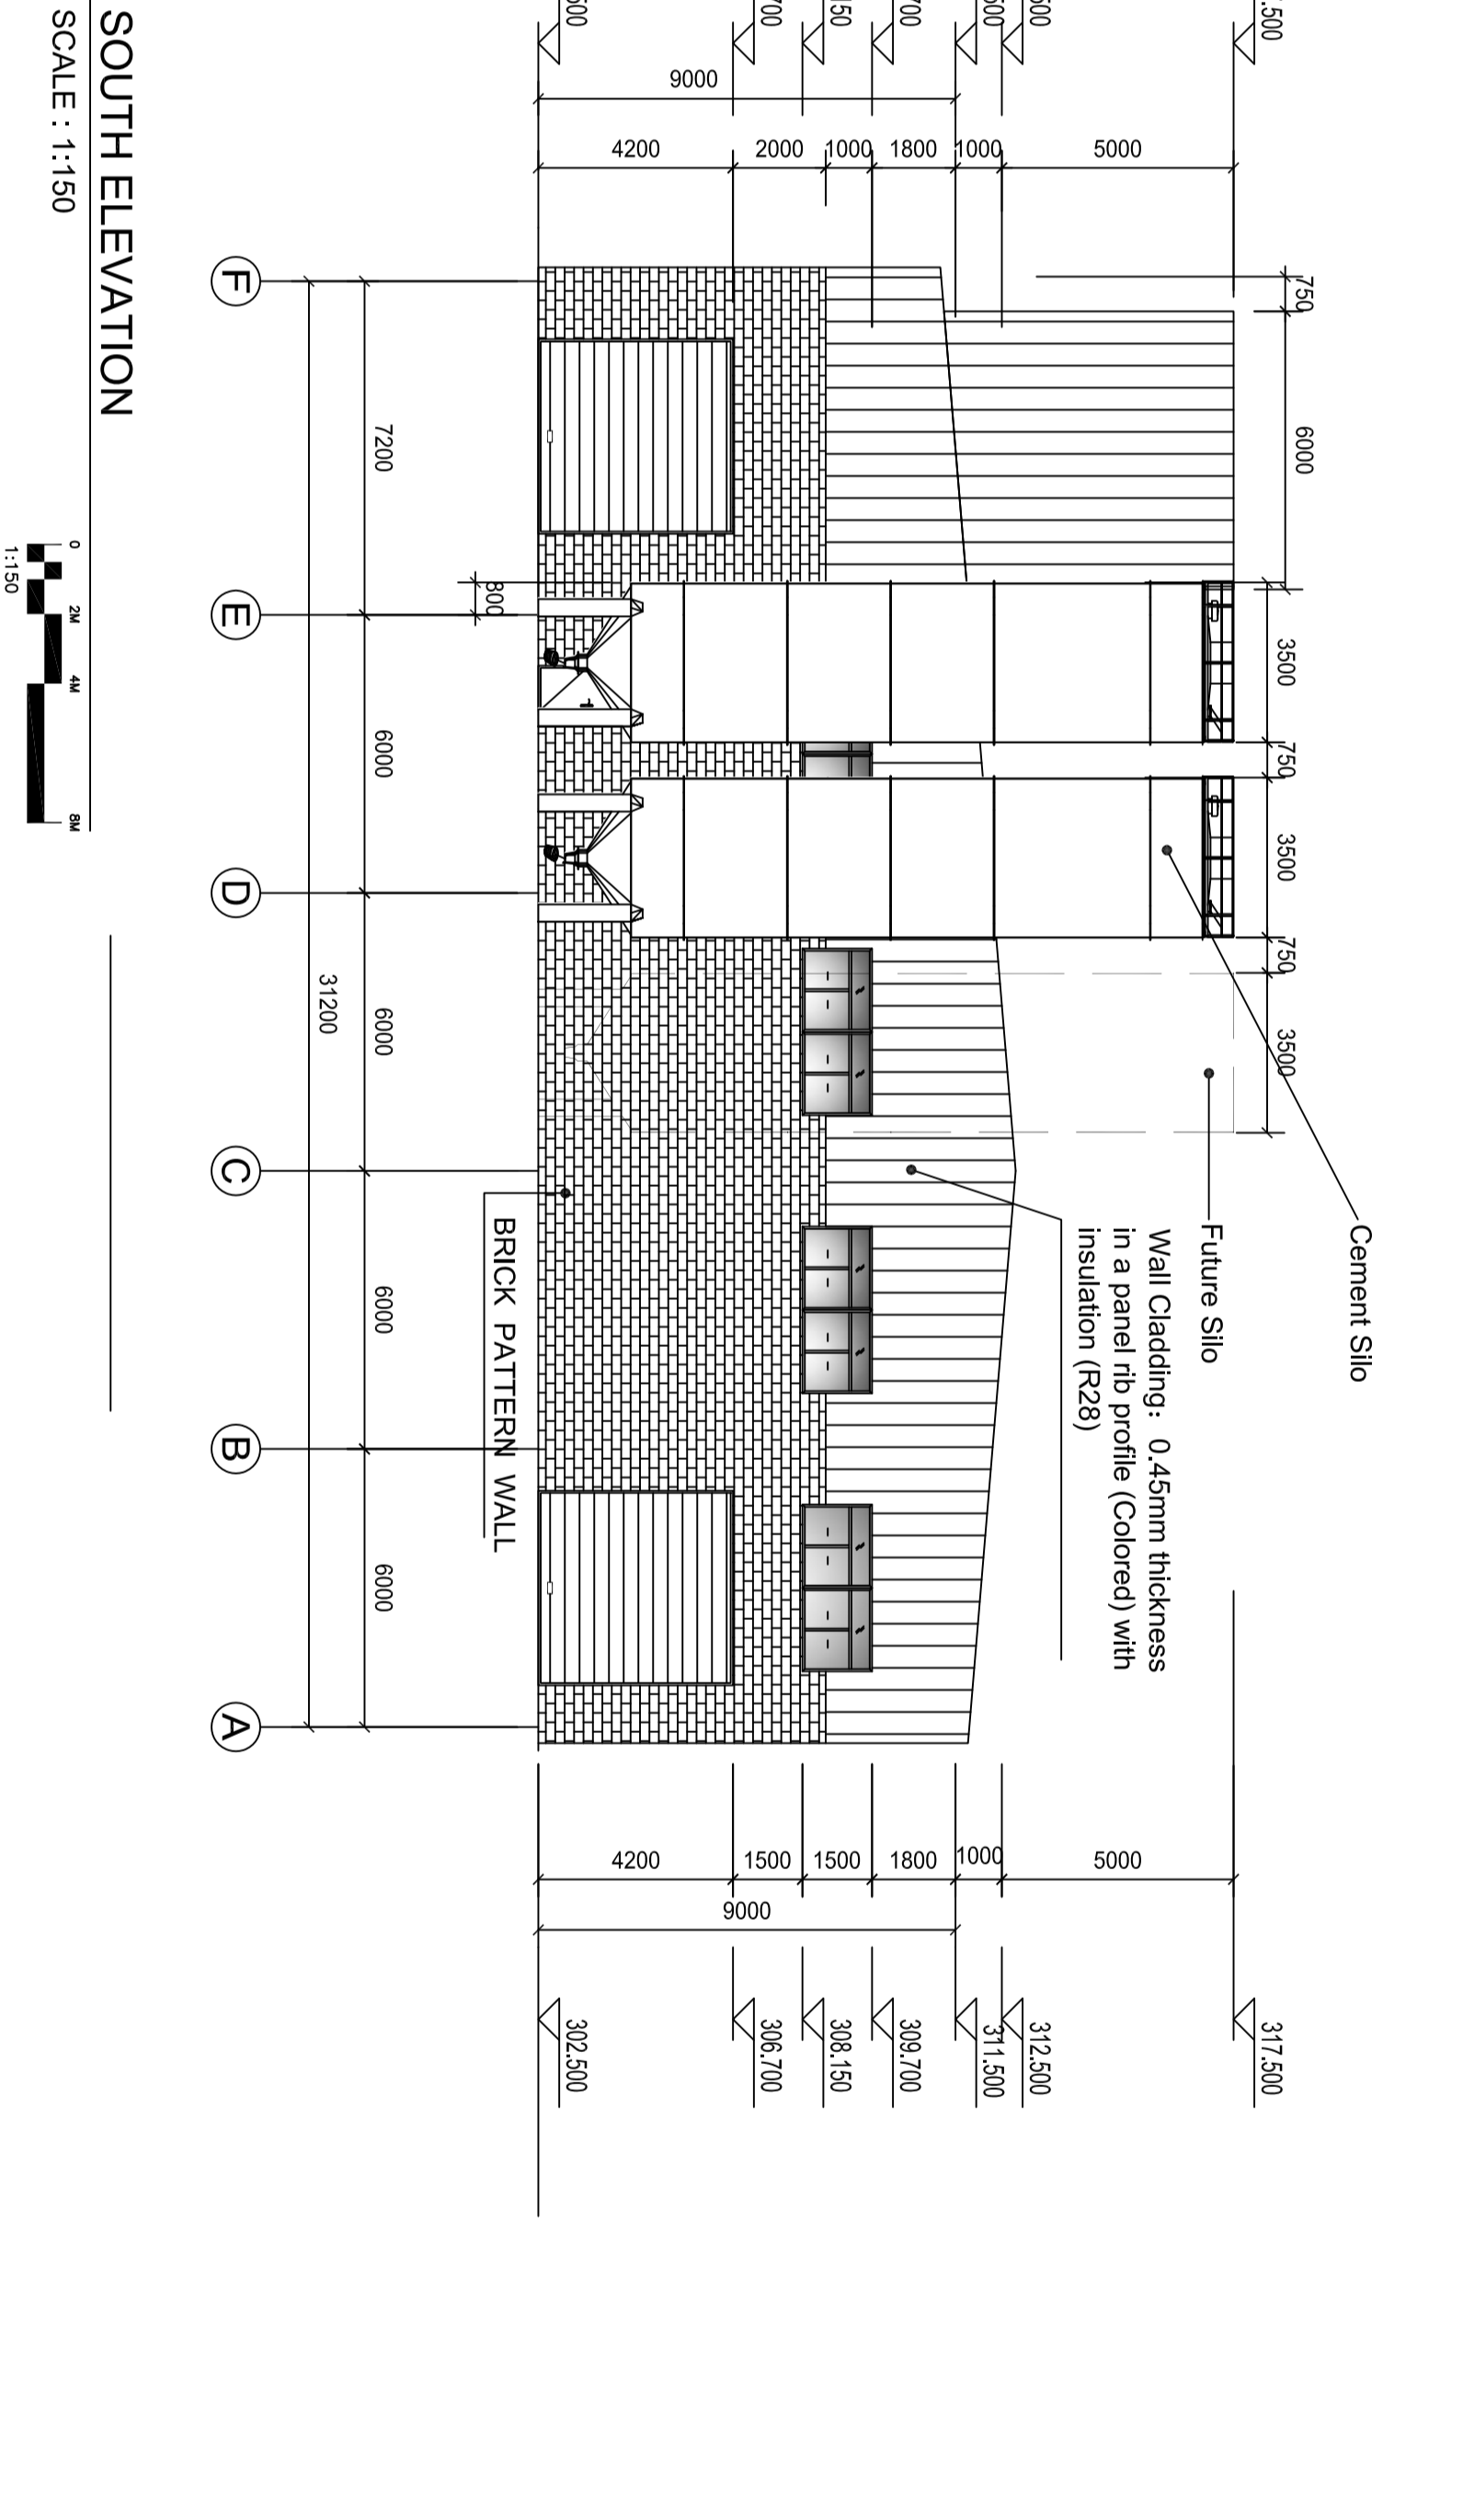 750
6000
3500
750
3500
750
3500
Cement Silo
Future Silo
Wall Cladding: 0.45mm thickness
in a panel rib profile (Colored) with
insulation (R28)
BRICK PATTERN WALL
.500
5000
1000
1800
1000
2000
4200
9000
317.500
312.500
311.500
309.700
308.150
306.700
302.500
5000
1000
1800
1500
1500
4200
9000
800
7200
6000
6000
6000
6000
31200
F
E
D
C
B
A
SOUTH ELEVATION
SCALE : 1:150
0
2M
4M
8M
1:150